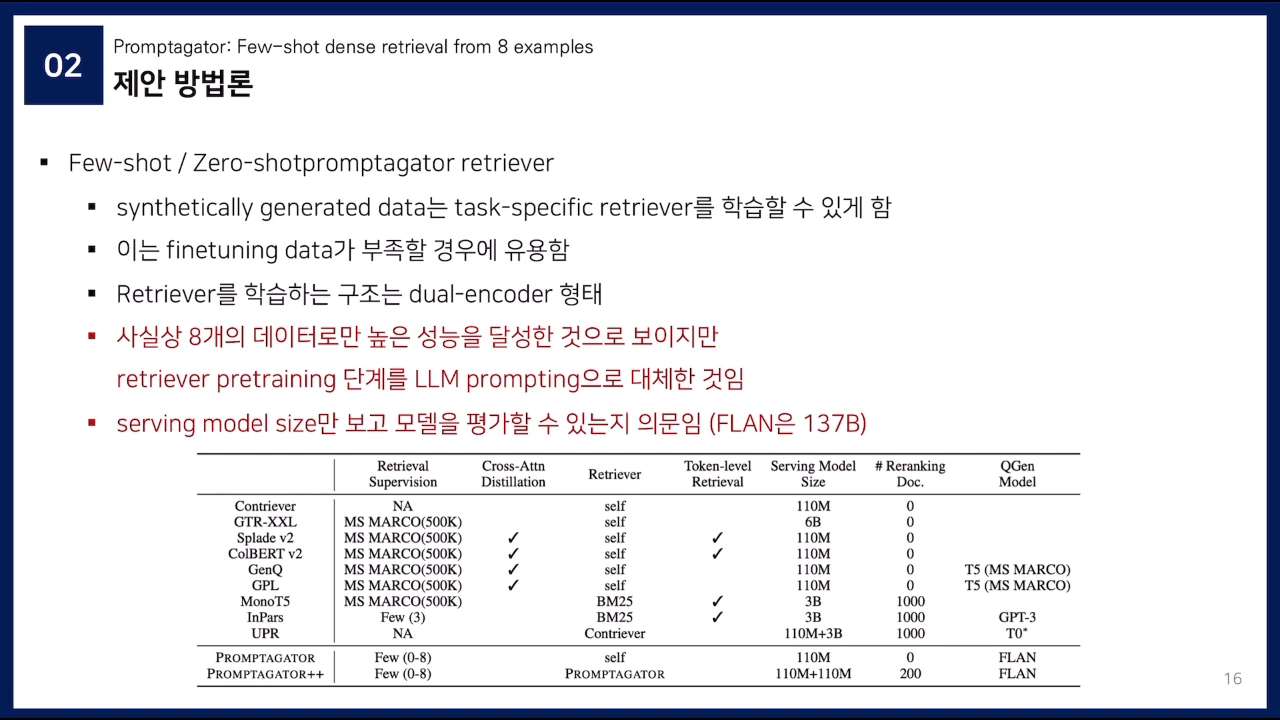 02
Promptagator: Few-shot dense retrieval from 8 examples
제안 방법론
▪ Few-shot / Zero-shotpromptagator retriever
▪ synthetically generated data는 task-specific retriever를 학습할 수 있게 함
▪ 이는 finetuning data가 부족할 경우에 유용함
▪ Retriever를 학습하는 구조는 dual-encoder 형태
▪ 사실상 8개의 데이터로만 높은 성능을 달성한 것으로 보이지만
retriever pretraining 단계를 LLM prompting으로 대체한 것임
▪ serving model size만 보고 모델을 평가할 수 있는지 의문임 (FLAN은 137B)
Retrieval Supervision Cross-Attn Distillation Retriever Token-level Retrieval Serving Model Size # Reranking Doc. QGen Model
Contriever NA self 110M 0
GTR-XXL MS MARCO(500K) self 6B 0
Splade v2 MS MARCO(500K) ✓ self ✓ 110M 0
ColBERT v2 MS MARCO(500K) ✓ self ✓ 110M 0
GenQ MS MARCO(500K) ✓ self 110M 0 T5 (MS MARCO)
GPL MS MARCO(500K) ✓ self 110M 0 T5 (MS MARCO)
MonoT5 MS MARCO(500K) BM25 ✓ 3B 1000
InPars Few (3) BM25 ✓ 3B 1000 GPT-3
UPR NA Contriever 110M+3B 1000 T0*
PROMPTAGATOR Few (0-8) self 110M 0 FLAN
PROMPTAGATOR++ Few (0-8) PROMPTAGATOR 110M+110M 200 FLAN
16